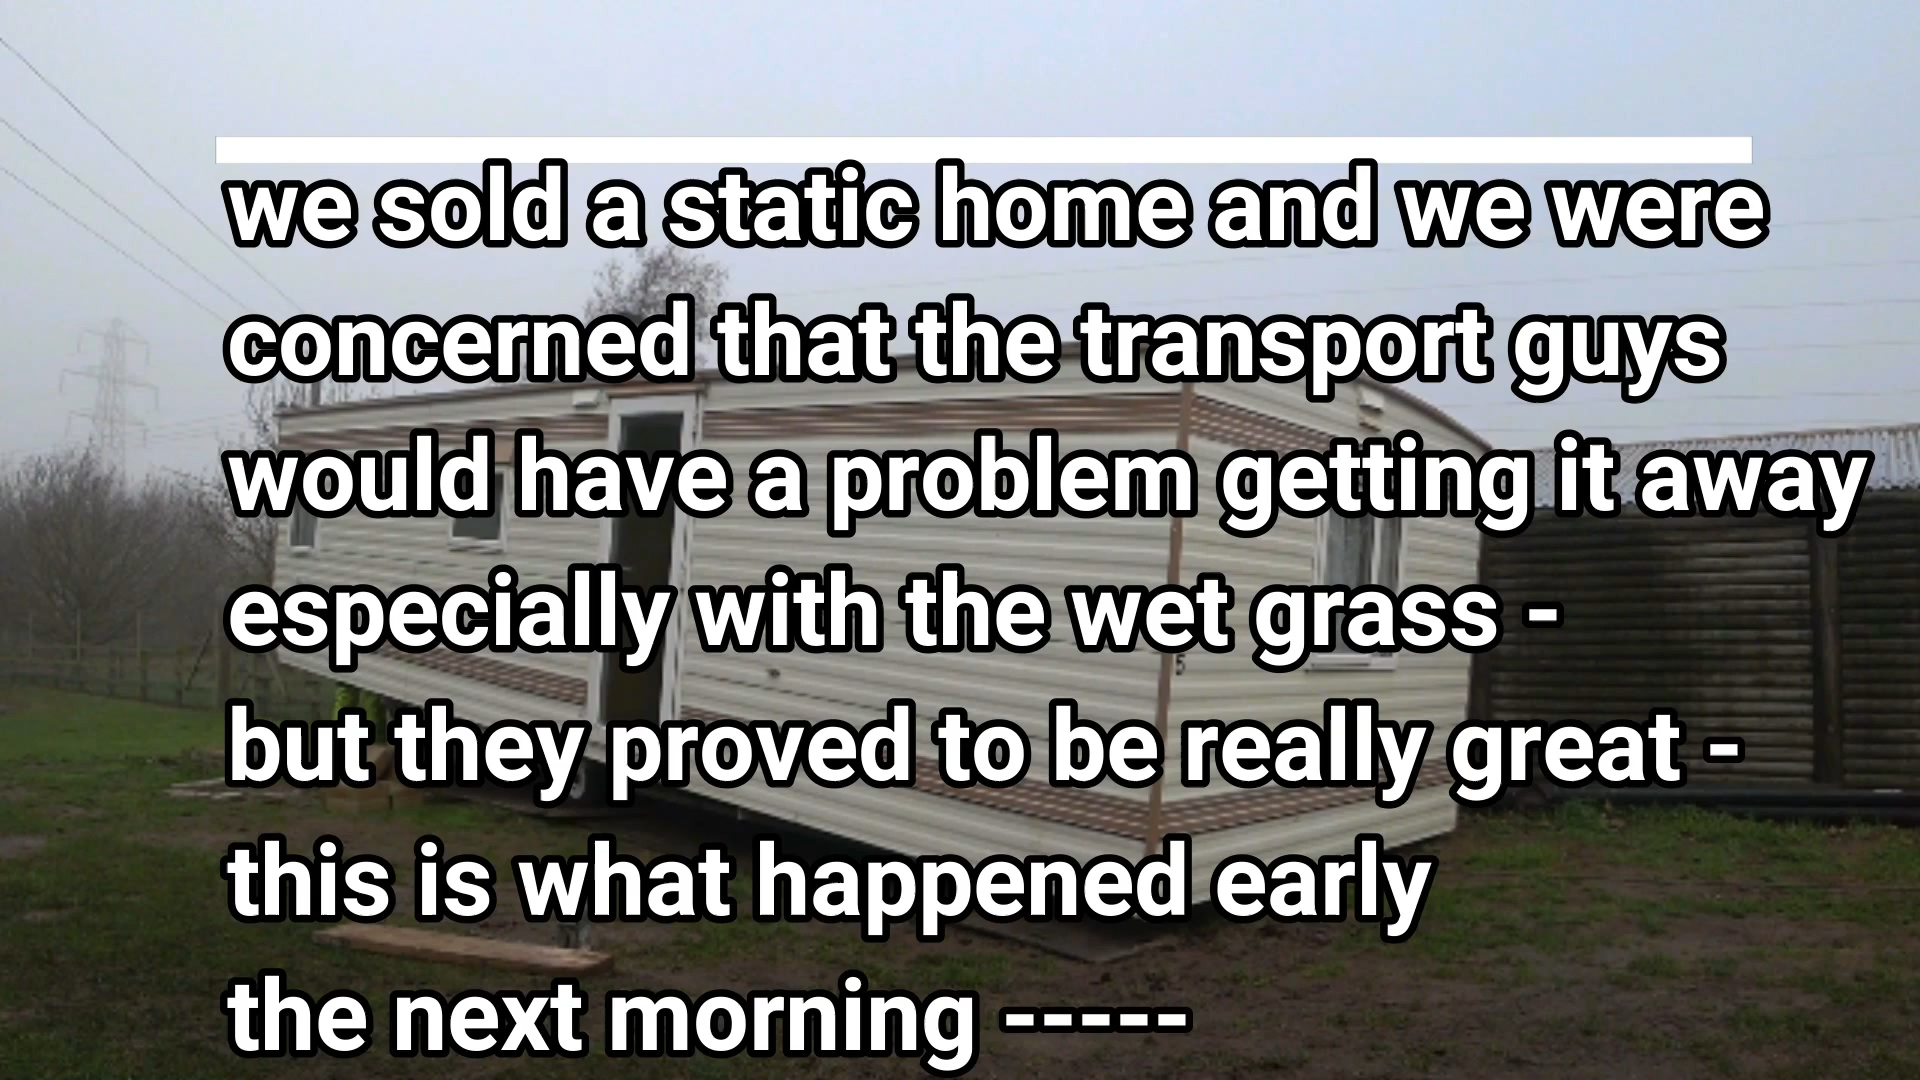 we sold a static home and we were
concerned that the transport guys
would have a problem getting it away
especially with the wet grass -
but they proved to be really great -
this is what happened early
the next morning -----
5